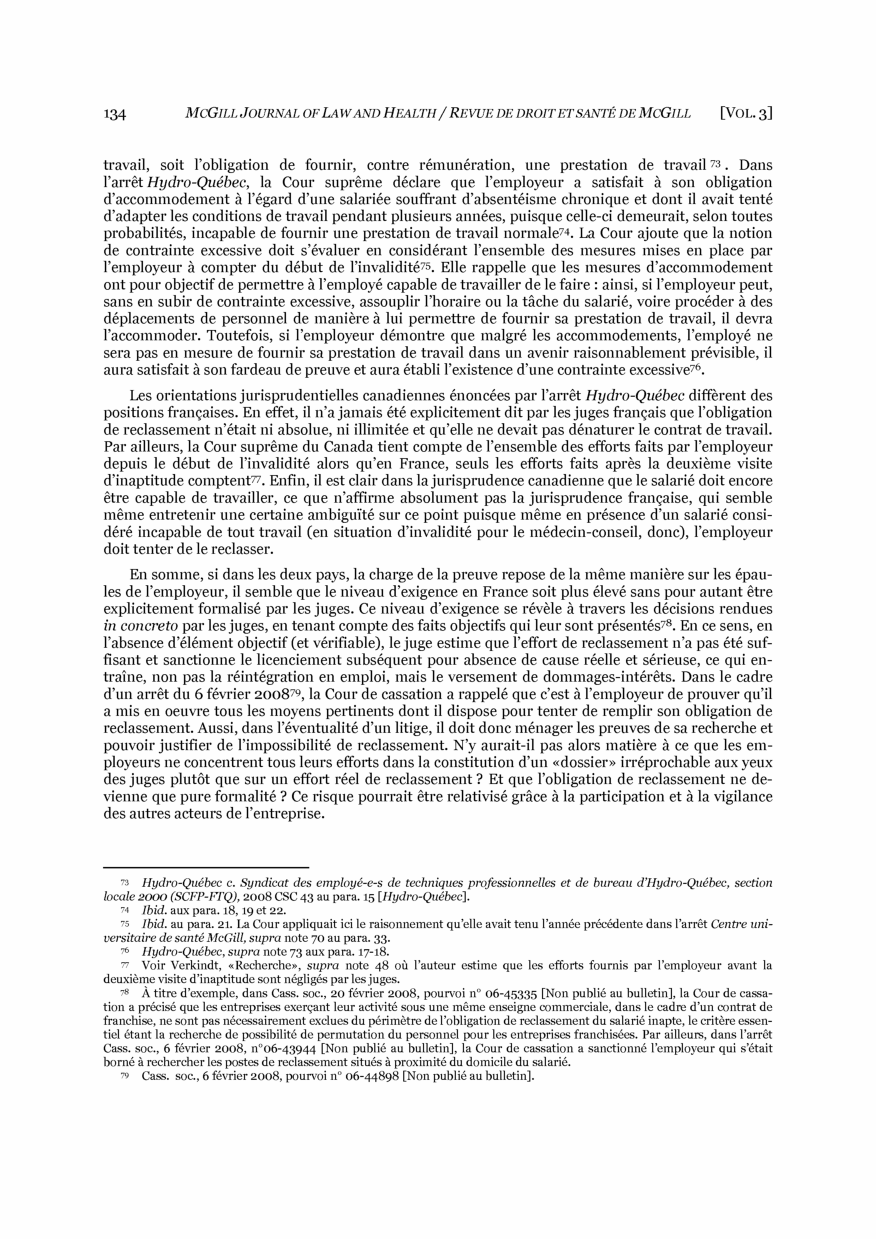 134 MCGILL JOURNAL OF LAW AND HEALTH / REVUE DE DROIT ET SANTÉ DE MCGILL [VOL. 3]
travail, soit l'obligation de fournir, contre rémunération, une prestation de travail 73 . Dans
l'arrêt Hydro-Québec, la Cour suprême déclare que l'employeur a satisfait à son obligation
d'accommodement à l'égard d'une salariée souffrant d'absentéisme chronique et dont il avait tenté
d'adapter les conditions de travail pendant plusieurs années, puisque celle-ci demeurait, selon toutes
probabilités, incapable de fournir une prestation de travail normale74. La Cour ajoute que la notion
de contrainte excessive doit s'évaluer en considérant l'ensemble des mesures mises en place par
l'employeur à compter du début de l'invalidité75. Elle rappelle que les mesures d'accommodement
ont pour objectif de permettre à l'employé capable de travailler de le faire : ainsi, si l'employeur peut,
sans en subir de contrainte excessive, assouplir l'horaire ou la tâche du salarié, voire procéder à des
déplacements de personnel de manière à lui permettre de fournir sa prestation de travail, il devra
l'accommoder. Toutefois, si l'employeur démontre que malgré les accommodements, l'employé ne
sera pas en mesure de fournir sa prestation de travail dans un avenir raisonnablement prévisible, il
aura satisfait à son fardeau de preuve et aura établi l'existence d'une contrainte excessive76.
Les orientations jurisprudentielles canadiennes énoncées par l'arrêt Hydro-Québec diffèrent des
positions françaises. En effet, il n'a jamais été explicitement dit par les juges français que l'obligation
de reclassement n'était ni absolue, ni illimitée et qu'elle ne devait pas dénaturer le contrat de travail.
Par ailleurs, la Cour suprême du Canada tient compte de l'ensemble des efforts faits par l'employeur
depuis le début de l'invalidité alors qu'en France, seuls les efforts faits après la deuxième visite
d'inaptitude comptent77. Enfin, il est clair dans la jurisprudence canadienne que le salarié doit encore
être capable de travailler, ce que n'affirme absolument pas la jurisprudence française, qui semble
même entretenir une certaine ambiguïté sur ce point puisque même en présence d'un salarié consi-
déré incapable de tout travail (en situation d'invalidité pour le médecin-conseil, donc), l'employeur
doit tenter de le reclasser.
En somme, si dans les deux pays, la charge de la preuve repose de la même manière sur les épau-
les de l'employeur, il semble que le niveau d'exigence en France soit plus élevé sans pour autant être
explicitement formalisé par les juges. Ce niveau d'exigence se révèle à travers les décisions rendues
in concreto par les juges, en tenant compte des faits objectifs qui leur sont présentés78. En ce sens, en
l'absence d'élément objectif (et vérifiable), le juge estime que l'effort de reclassement n'a pas été suf-
fisant et sanctionne le licenciement subséquent pour absence de cause réelle et sérieuse, ce qui en-
traîne, non pas la réintégration en emploi, mais le versement de dommages-intérêts. Dans le cadre
d'un arrêt du 6 février 200879, la Cour de cassation a rappelé que c'est à l'employeur de prouver qu'il
a mis en oeuvre tous les moyens pertinents dont il dispose pour tenter de remplir son obligation de
reclassement. Aussi, dans l'éventualité d'un litige, il doit donc ménager les preuves de sa recherche et
pouvoir justifier de l'impossibilité de reclassement. N'y aurait-il pas alors matière à ce que les em-
ployeurs ne concentrent tous leurs efforts dans la constitution d'un «dossier» irréprochable aux yeux
des juges plutôt que sur un effort réel de reclassement ? Et que l'obligation de reclassement ne de-
vienne que pure formalité ? Ce risque pourrait être relativisé grâce à la participation et à la vigilance
des autres acteurs de l'entreprise.
73 Hydro-Québec c. Syndicat des employé-e-s de techniques professionnelles et de bureau d'Hydro-Québec, section
locale 2000 (SCFP-FTQ), 2008 CSC 43 au para. 15 [Hydro-Québec].
74 Ibid. aux para. 18, 19 et 22.
75 Ibid. au para. 21. La Cour appliquait ici le raisonnement qu'elle avait tenu l'année précédente dans l'arrêt Centre uni-
versitaire de santé McGill, supra note 70 au para. 33.
76 Hydro-Québec, supra note 73 aux para. 17-18.
77 Voir Verkindt, «Recherche», supra note 48 où l'auteur estime que les efforts fournis par l'employeur avant la
deuxième visite d'inaptitude sont négligés par les juges.
78 À titre d'exemple, dans Cass. soc., 20 février 2008, pourvoi n° 06-45335 [Non publié au bulletin], la Cour de cassa-
tion a précisé que les entreprises exerçant leur activité sous une même enseigne commerciale, dans le cadre d'un contrat de
franchise, ne sont pas nécessairement exclues du périmètre de l'obligation de reclassement du salarié inapte, le critère essen-
tiel étant la recherche de possibilité de permutation du personnel pour les entreprises franchisées. Par ailleurs, dans l'arrêt
Cass. soc., 6 février 2008, n°06-43944 [Non publié au bulletin], la Cour de cassation a sanctionné l'employeur qui s'était
borné à rechercher les postes de reclassement situés à proximité du domicile du salarié.
79 Cass. soc., 6 février 2008, pourvoi n° 06-44898 [Non publié au bulletin].